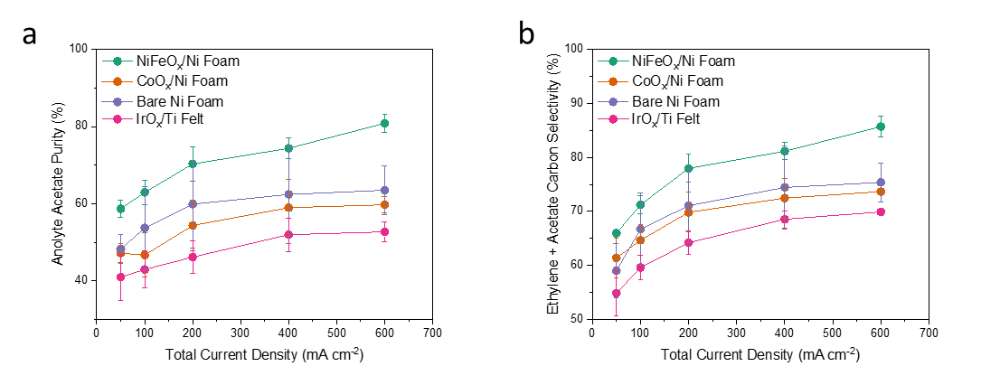 a
100
80
60
40
Anolyte Acetate Purity (%)
NiFeOₓ/Ni Foam
CoOₓ/Ni Foam
Bare Ni Foam
IrOₓ/Ti Felt
0 100 200 300 400 500 600 700
Total Current Density (mA cm⁻²)
b
100
90
80
70
60
50
Ethylene + Acetate Carbon Selectivity (%)
NiFeOₓ/Ni Foam
CoOₓ/Ni Foam
Bare Ni Foam
IrOₓ/Ti Felt
0 100 200 300 400 500 600 700
Total Current Density (mA cm⁻²)